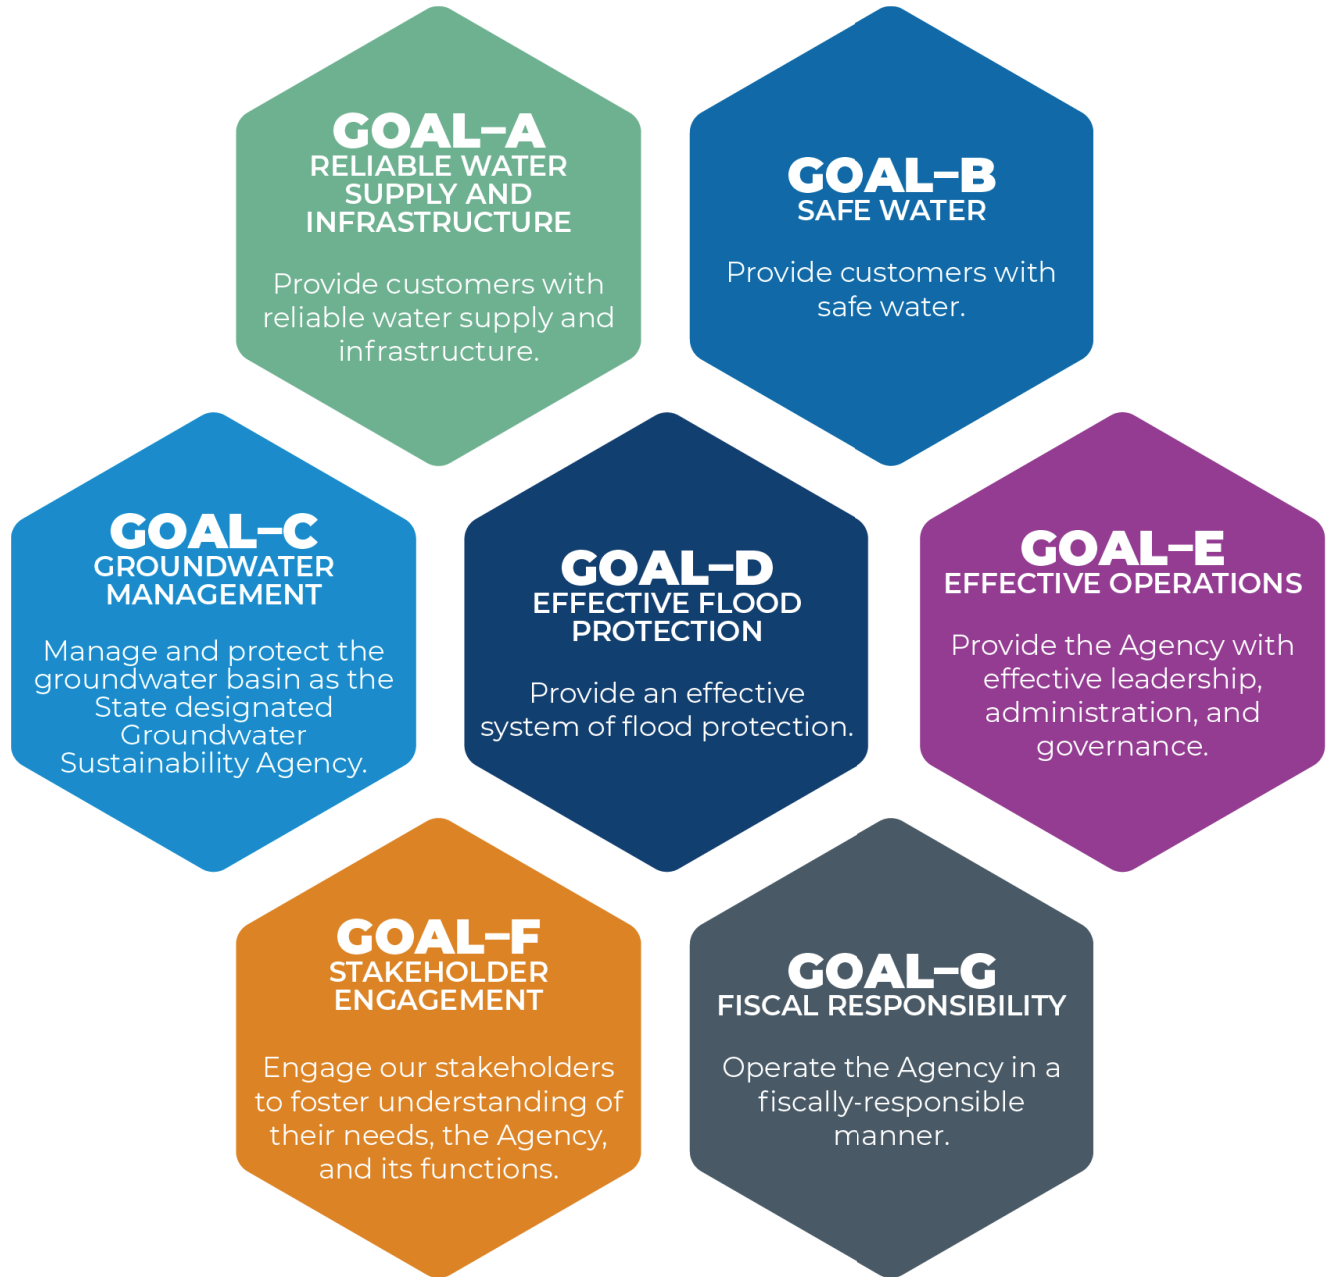 GOAL–A
RELIABLE WATER
SUPPLY AND
INFRASTRUCTURE
Provide customers with
reliable water supply and
infrastructure.
GOAL–B
SAFE WATER
Provide customers with
safe water.
GOAL–C
GROUNDWATER
MANAGEMENT
Manage and protect the
groundwater basin as the
State designated
Groundwater
Sustainability Agency.
GOAL–D
EFFECTIVE FLOOD
PROTECTION
Provide an effective
system of flood protection.
GOAL–E
EFFECTIVE OPERATIONS
Provide the Agency with
effective leadership,
administration, and
governance.
GOAL–F
STAKEHOLDER
ENGAGEMENT
Engage our stakeholders
to foster understanding of
their needs, the Agency,
and its functions.
GOAL–G
FISCAL RESPONSIBILITY
Operate the Agency in a
fiscally-responsible
manner.